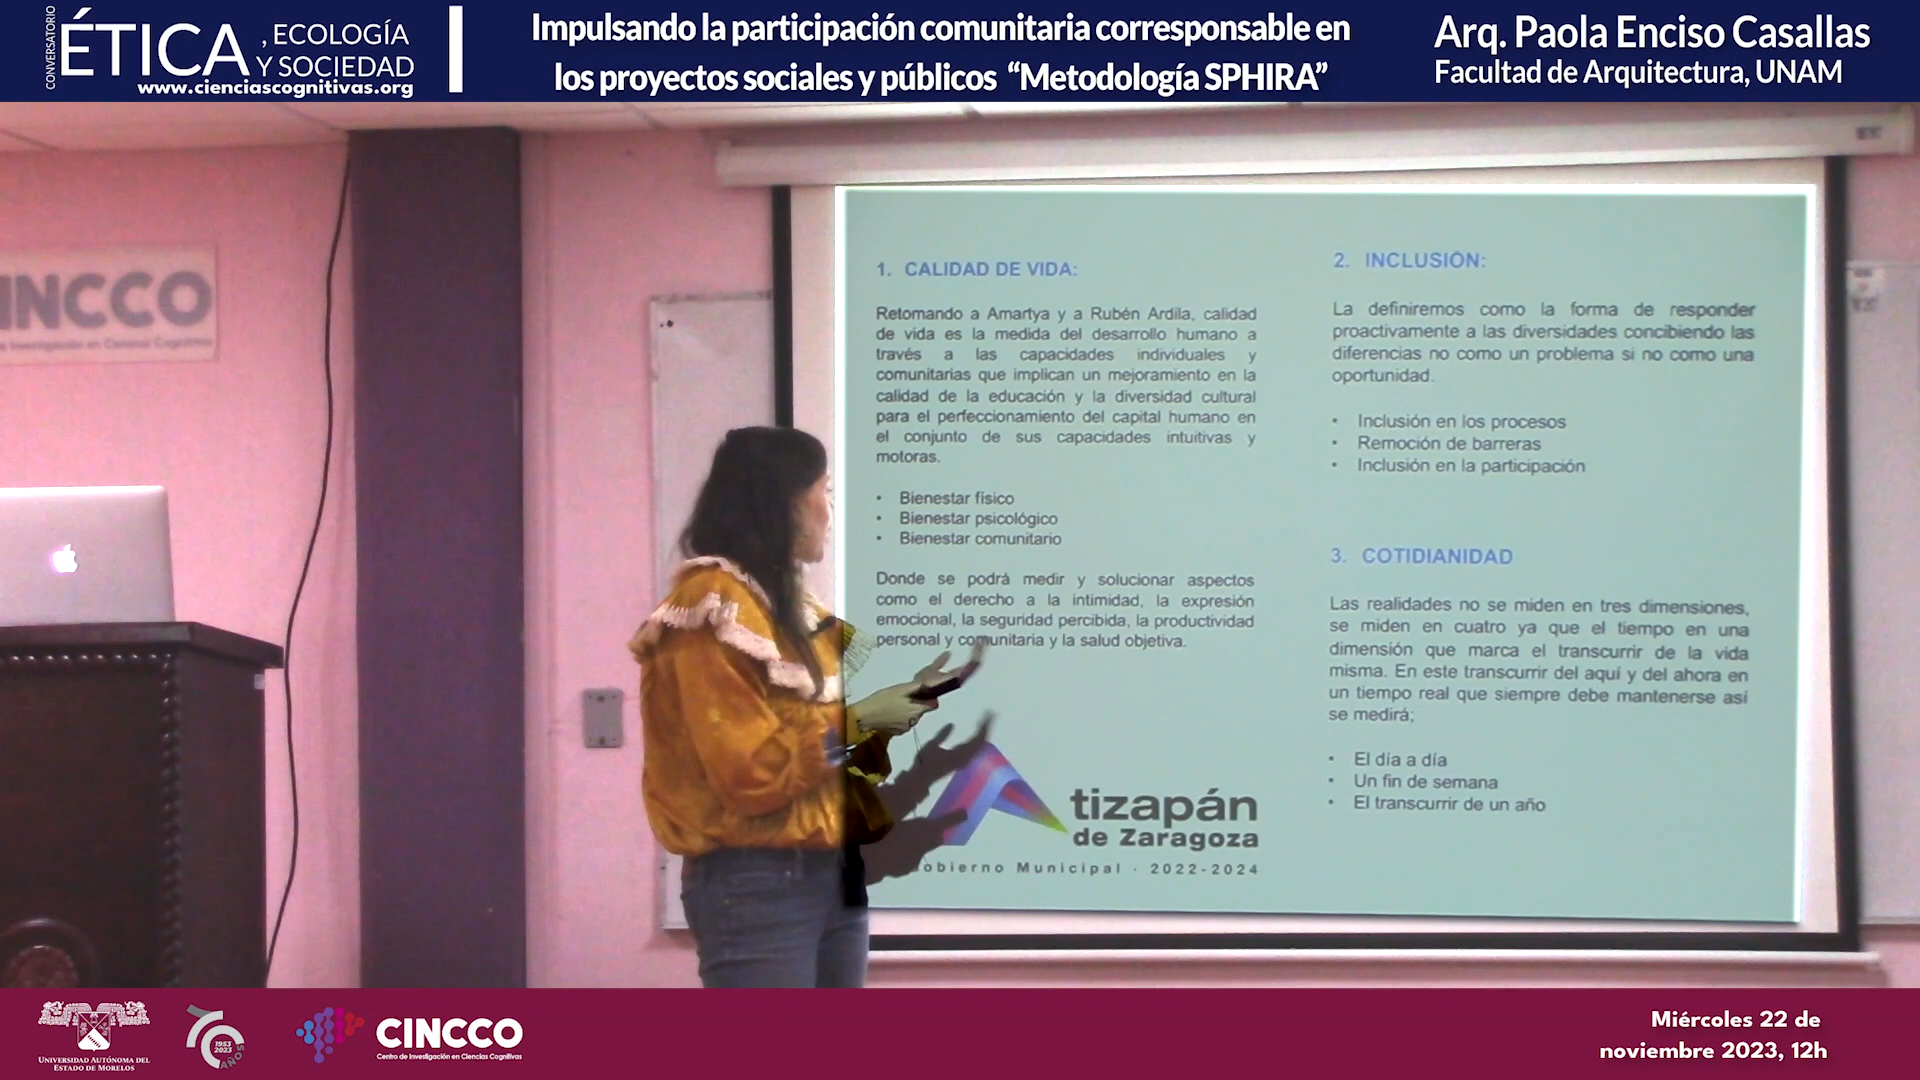 CONVERSATORIO
ÉTICA, ECOLOGÍA
Y SOCIEDAD
www.cienciascognitivas.org
Impulsando la participación comunitaria corresponsable en
los proyectos sociales y públicos “Metodología SPHIRA”
Arq. Paola Enciso Casallas
Facultad de Arquitectura, UNAM
INCCO
Investigación en Ciencias Cognitivas
1. CALIDAD DE VIDA:
Retomando a Amartya y a Rubén Ardila, calidad
de vida es la medida del desarrollo humano a
través a las capacidades individuales y
comunitarias que implican un mejoramiento en la
calidad de la educación y la diversidad cultural
para el perfeccionamiento del capital humano en
el conjunto de sus capacidades intuitivas y
motoras.
• Bienestar físico
• Bienestar psicológico
• Bienestar comunitario
Donde se podrá medir y solucionar aspectos
como el derecho a la intimidad, la expresión
emocional, la seguridad percibida, la productividad
personal y comunitaria y la salud objetiva.
tizapán
de Zaragoza
obierno Municipal · 2022-2024
2. INCLUSIÓN:
La definiremos como la forma de responder
proactivamente a las diversidades concibiendo las
diferencias no como un problema si no como una
oportunidad.
• Inclusión en los procesos
• Remoción de barreras
• Inclusión en la participación
3. COTIDIANIDAD
Las realidades no se miden en tres dimensiones,
se miden en cuatro ya que el tiempo en una
dimensión que marca el transcurrir de la vida
misma. En este transcurrir del aquí y del ahora en
un tiempo real que siempre debe mantenerse así
se medirá;
• El día a día
• Un fin de semana
• El transcurrir de un año
UNIVERSIDAD AUTÓNOMA DEL
ESTADO DE MORELOS
70
1953
2023
AÑOS
CINCCO
Centro de Investigación en Ciencias Cognitivas
Miércoles 22 de
noviembre 2023, 12h